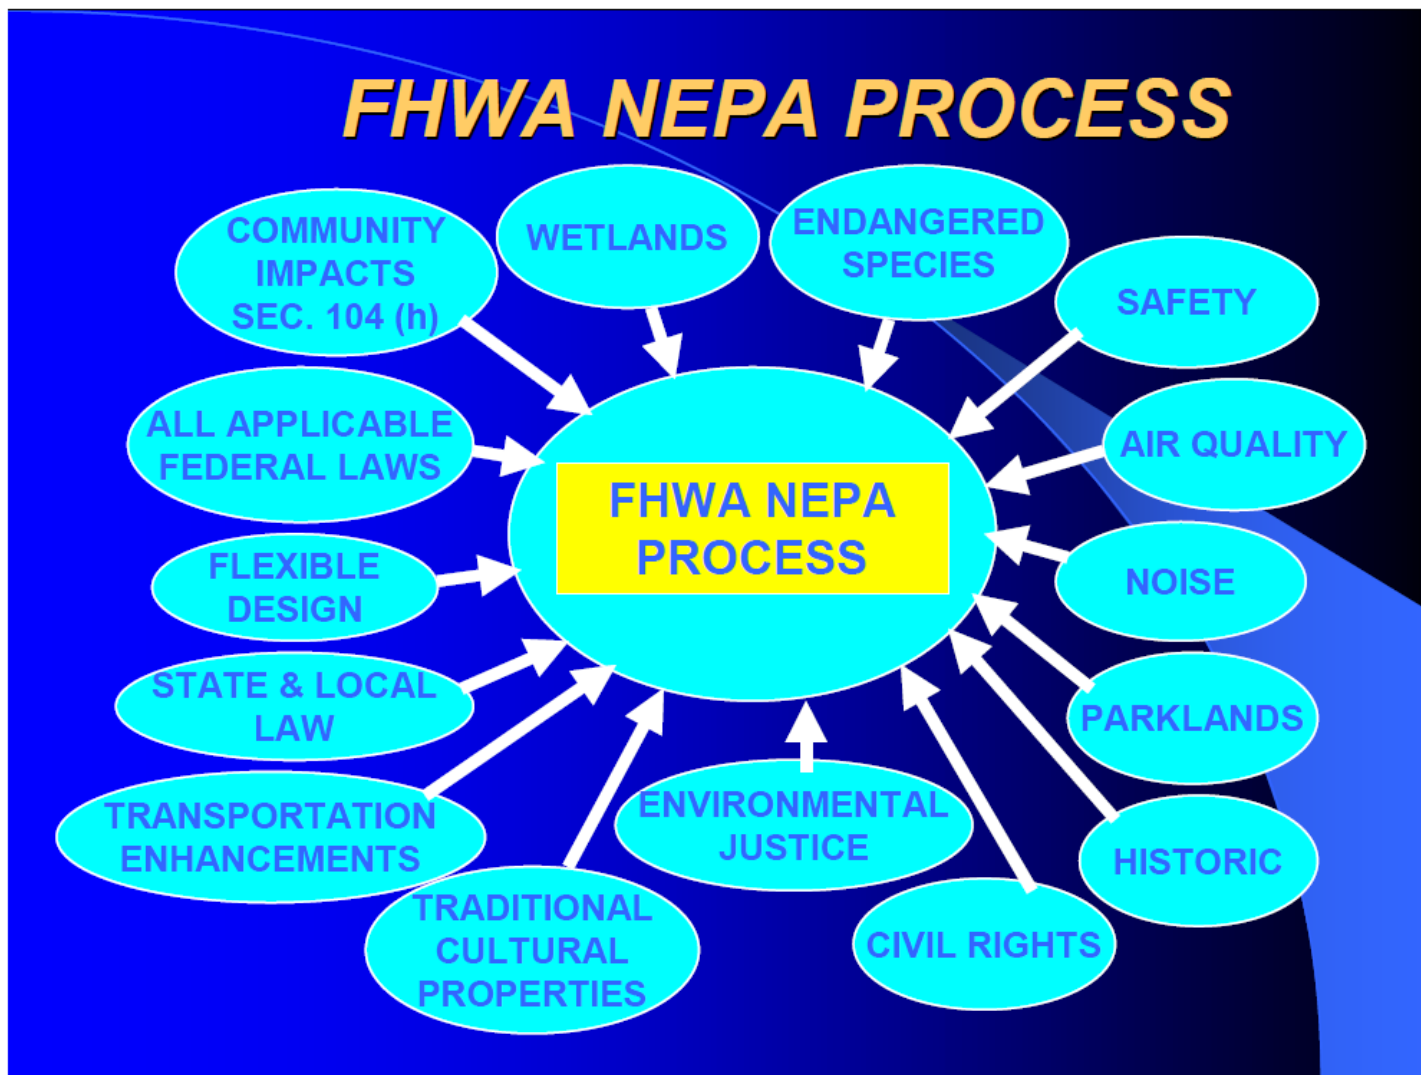 FHWA NEPA PROCESS
COMMUNITY
IMPACTS
SEC. 104 (h)
WETLANDS
ENDANGERED
SPECIES
SAFETY
ALL APPLICABLE
FEDERAL LAWS
AIR QUALITY
FHWA NEPA
PROCESS
FLEXIBLE
DESIGN
NOISE
STATE & LOCAL
LAW
PARKLANDS
TRANSPORTATION
ENHANCEMENTS
ENVIRONMENTAL
JUSTICE
HISTORIC
TRADITIONAL
CULTURAL
PROPERTIES
CIVIL RIGHTS